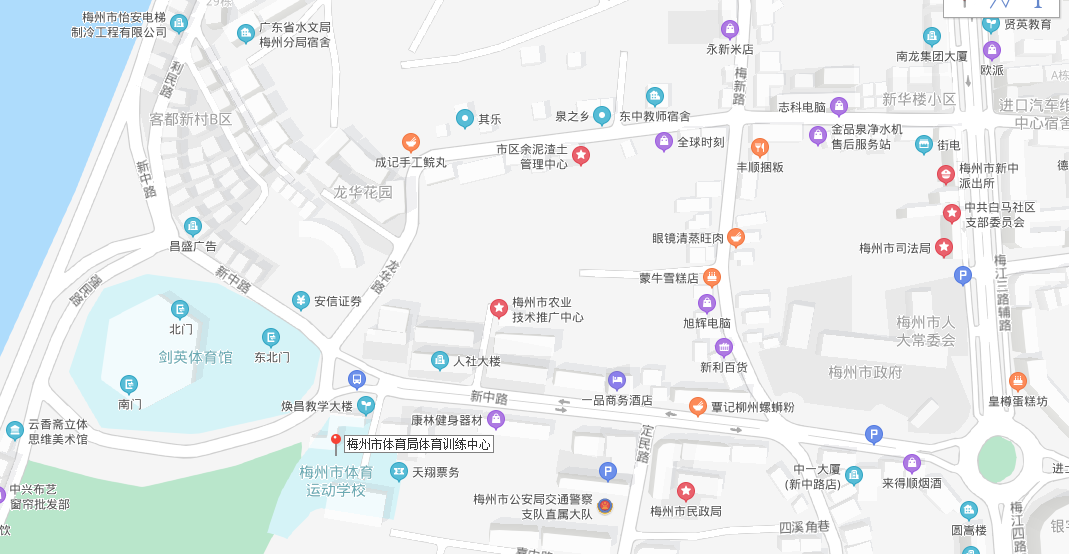 29栋
梅州市怡安电梯
制冷工程有限公司
广东省水文局
梅州分局宿舍
永新米店
贤英教育
南龙集团大厦
欧派
A栋
利民路
梅新路
客都新村B区
其乐
泉之乡
东中教师宿舍
志科电脑
新华楼小区
进口汽车维
中心宿舍
金品泉净水机
售后服务站
街电
全球时刻
成记手工鲩丸
市区余泥渣土
管理中心
丰顺捆粄
新中路
龙华花园
梅州市新中
派出所
中共白马社区
支部委员会
昌盛广告
眼镜清蒸旺肉
梅州市司法局
新中路
龙华路
蒙牛雪糕店
梅江三路辅路
安信证券
梅州市农业
技术推广中心
旭辉电脑
梅州市人
大常委会
北门
剑英体育馆
东北门
人社大楼
新利百货
梅州市政府
南门
焕昌教学大楼
新中路
一品商务酒店
覃记柳州螺蛳粉
皇樽蛋糕坊
云香斋立体
思维美术馆
康林健身器材
定民路
梅州市体育局体育训练中心
梅州市体育
运动学校
天翔票务
中一大厦
(新中路店)
来得顺烟酒
中兴布艺
窗帘批发部
梅州市公安局交通警察
支队直属大队
梅州市民政局
四溪角巷
圆高楼
梅江四路
饮